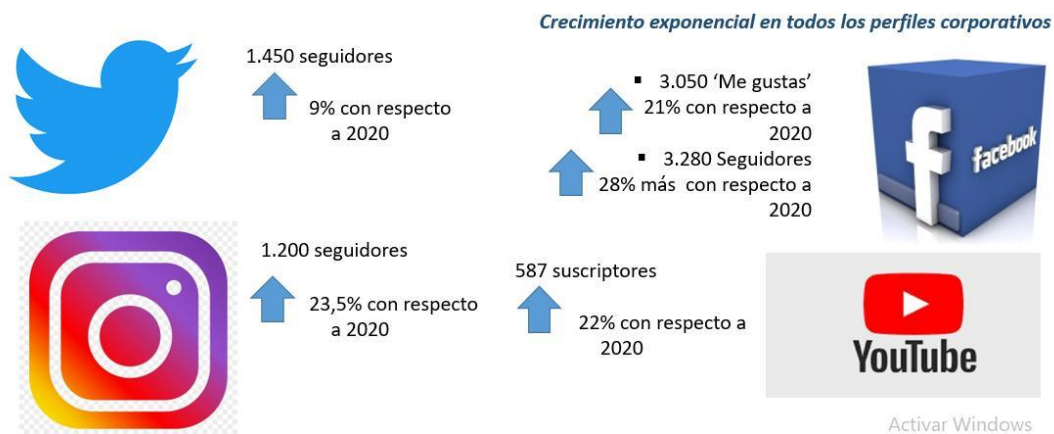 Crecimiento exponencial en todos los perfiles corporativos
1.450 seguidores
9% con respecto
a 2020
▪ 3.050 ‘Me gustas’
21% con respecto a
2020
▪ 3.280 Seguidores
28% más con respecto a
2020
f
facebook
1.200 seguidores
23,5% con respecto
a 2020
587 suscriptores
22% con respecto a
2020
YouTube
Activar Windows